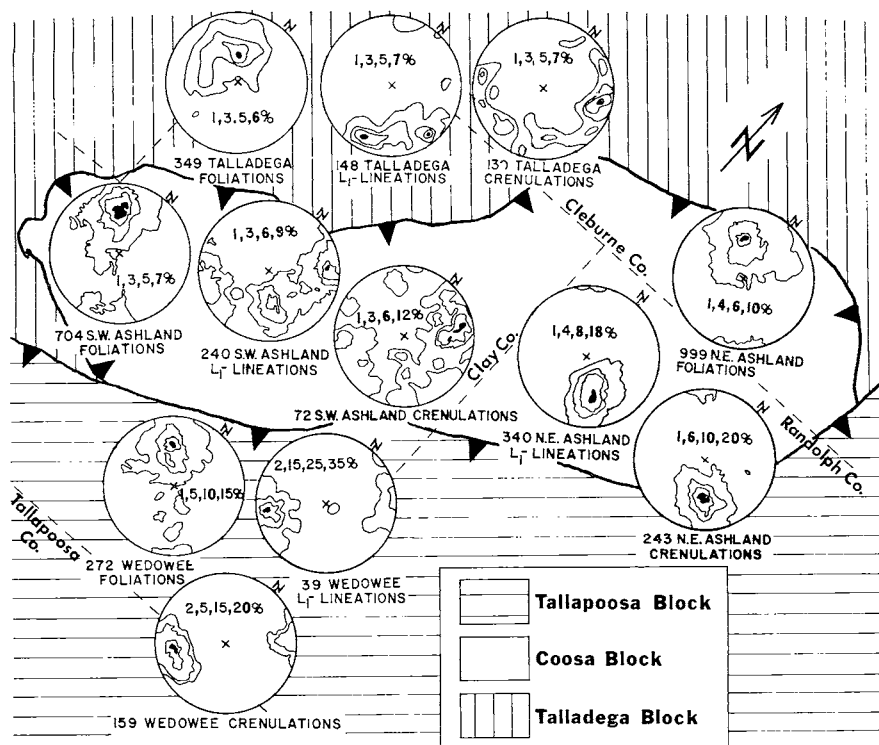 N
N
N
1,3,5,6%
1,3,5,7%
1,3,5,7%
349 TALLADEGA
FOLIATIONS
148 TALLADEGA
L₁-LINEATIONS
TALLADEGA
CRENULATIONS
N
N
N
1,3,5,7%
704 S.W. ASHLAND
FOLIATIONS
N
1,3,6,9%
240 S.W. ASHLAND
L₁-
LINEATIONS
N
1,3,6,12%
72 S.W. ASHLAND CRENULATIONS
Cleburne Co.
Clay Co.
N
1,4,8,18%
340 N.E. ASHLAND
L₁-LINEATIONS
1,4,6,10%
999 N.E. ASHLAND
FOLIATIONS
Randolph Co.
N
1,6,10,20%
243 N.E. ASHLAND
CRENULATIONS
N
1,5,10,15%
272 WEDOWEE
FOLIATIONS
N
2,15,25,35%
39 WEDOWEE
L₁-LINEATIONS
Tallapoosa
Co.
N
2,5,15,20%
159 WEDOWEE CRENULATIONS
Tallapoosa Block
Coosa Block
Talladega Block